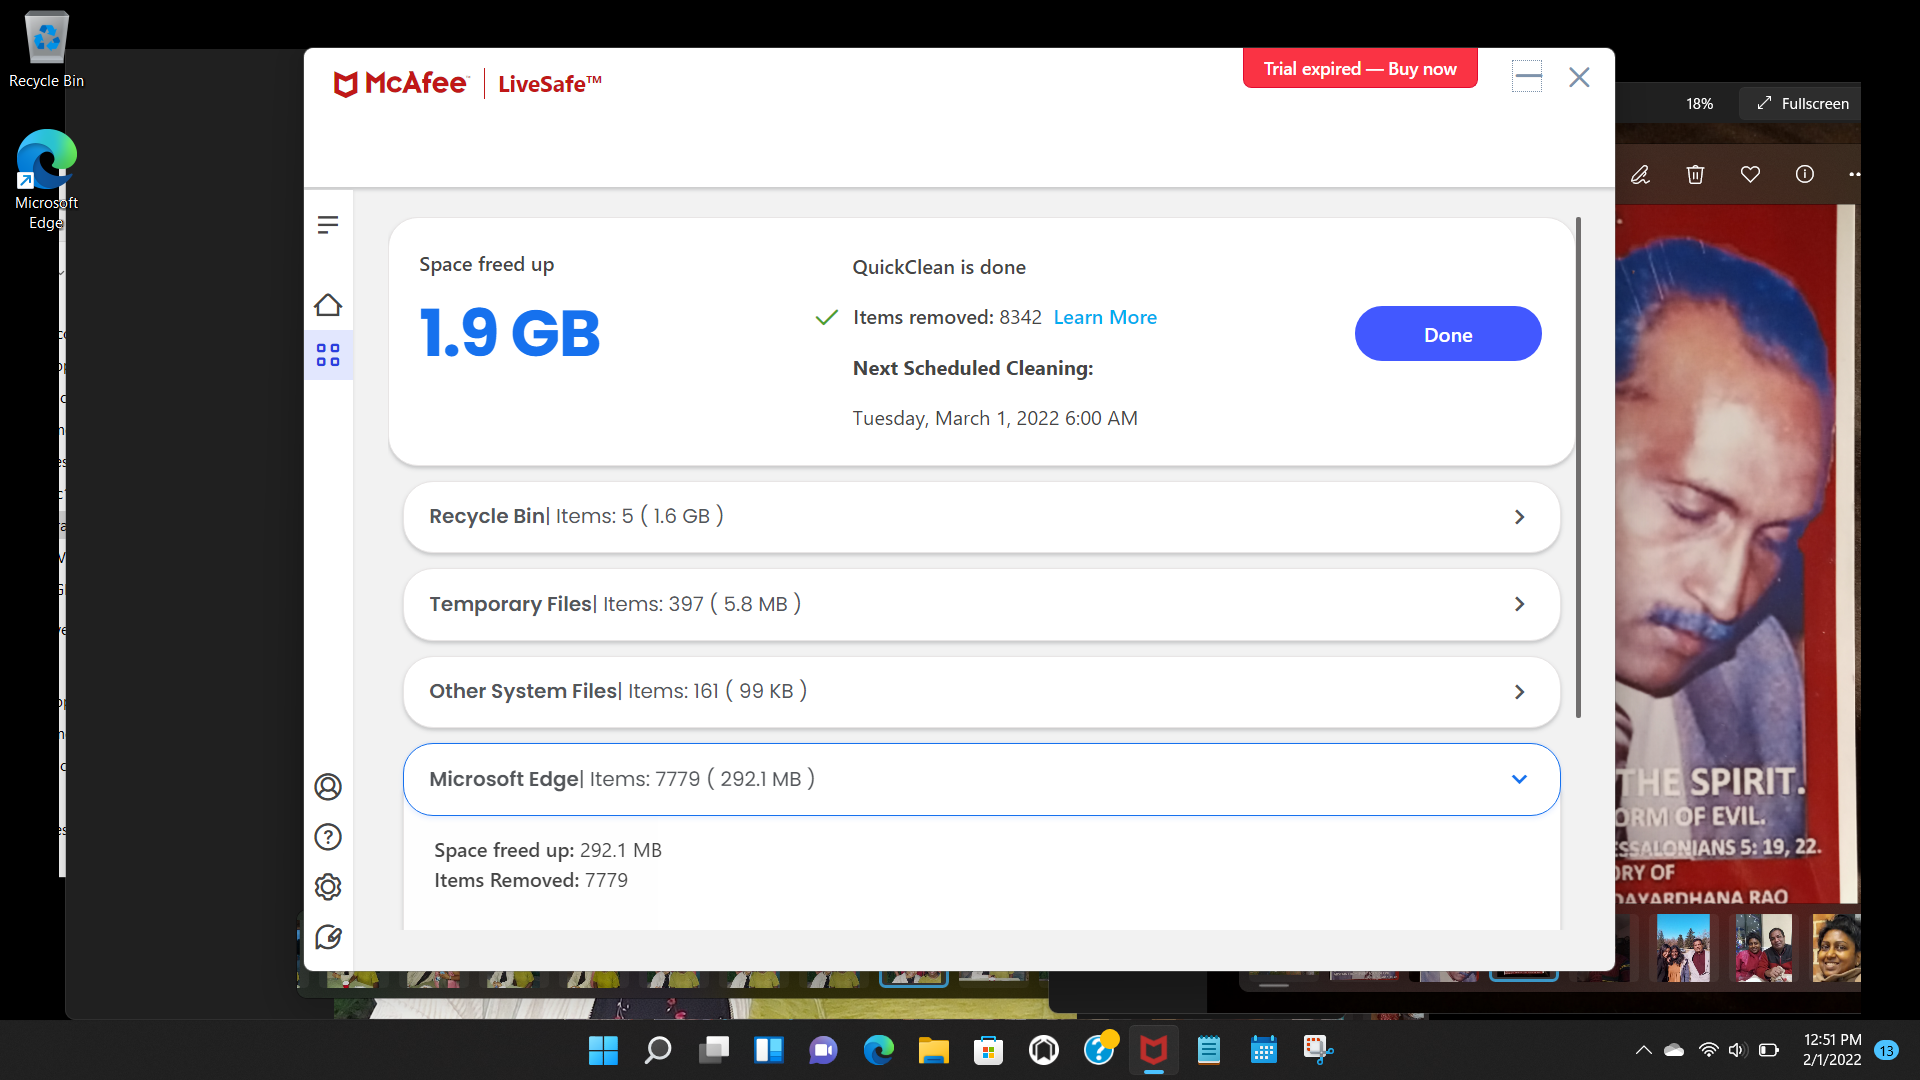 Recycle Bin
Microsoft
Edge
McAfee™ | LiveSafe™
Trial expired — Buy now
18%
Fullscreen
Space freed up
1.9 GB
QuickClean is done
Items removed: 8342 Learn More
Next Scheduled Cleaning:
Tuesday, March 1, 2022 6:00 AM
Done
Recycle Bin| Items: 5 ( 1.6 GB )
Temporary Files| Items: 397 ( 5.8 MB )
Other System Files| Items: 161 ( 99 KB )
Microsoft Edge| Items: 7779 ( 292.1 MB )
Space freed up: 292.1 MB
Items Removed: 7779
THE SPIRIT.
ORM OF EVIL.
ESSALONIANS 5: 19, 22.
ORY OF
DAYARDHANA RAO
12:51 PM
2/1/2022
13